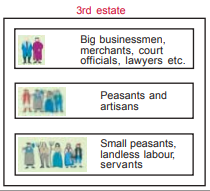 3rd estate
Big businessmen,
merchants, court
officials, lawyers etc.
Peasants and
artisans
Small peasants,
landless labour,
servants